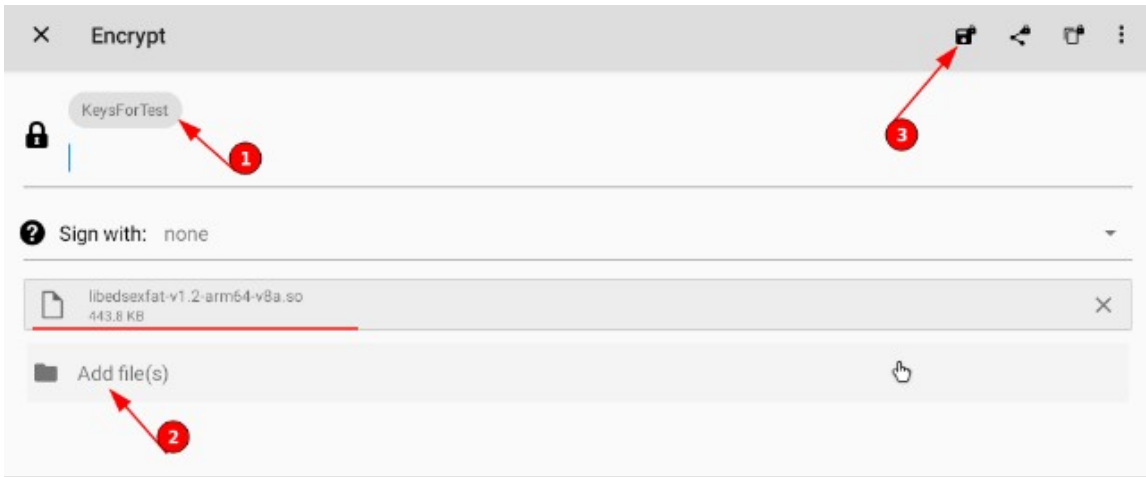 Encrypt
3
KeysForTest
1
Sign with: none
libedsexfat-v1.2-arm64-v8a.so
443.8 KB
Add file(s)
2